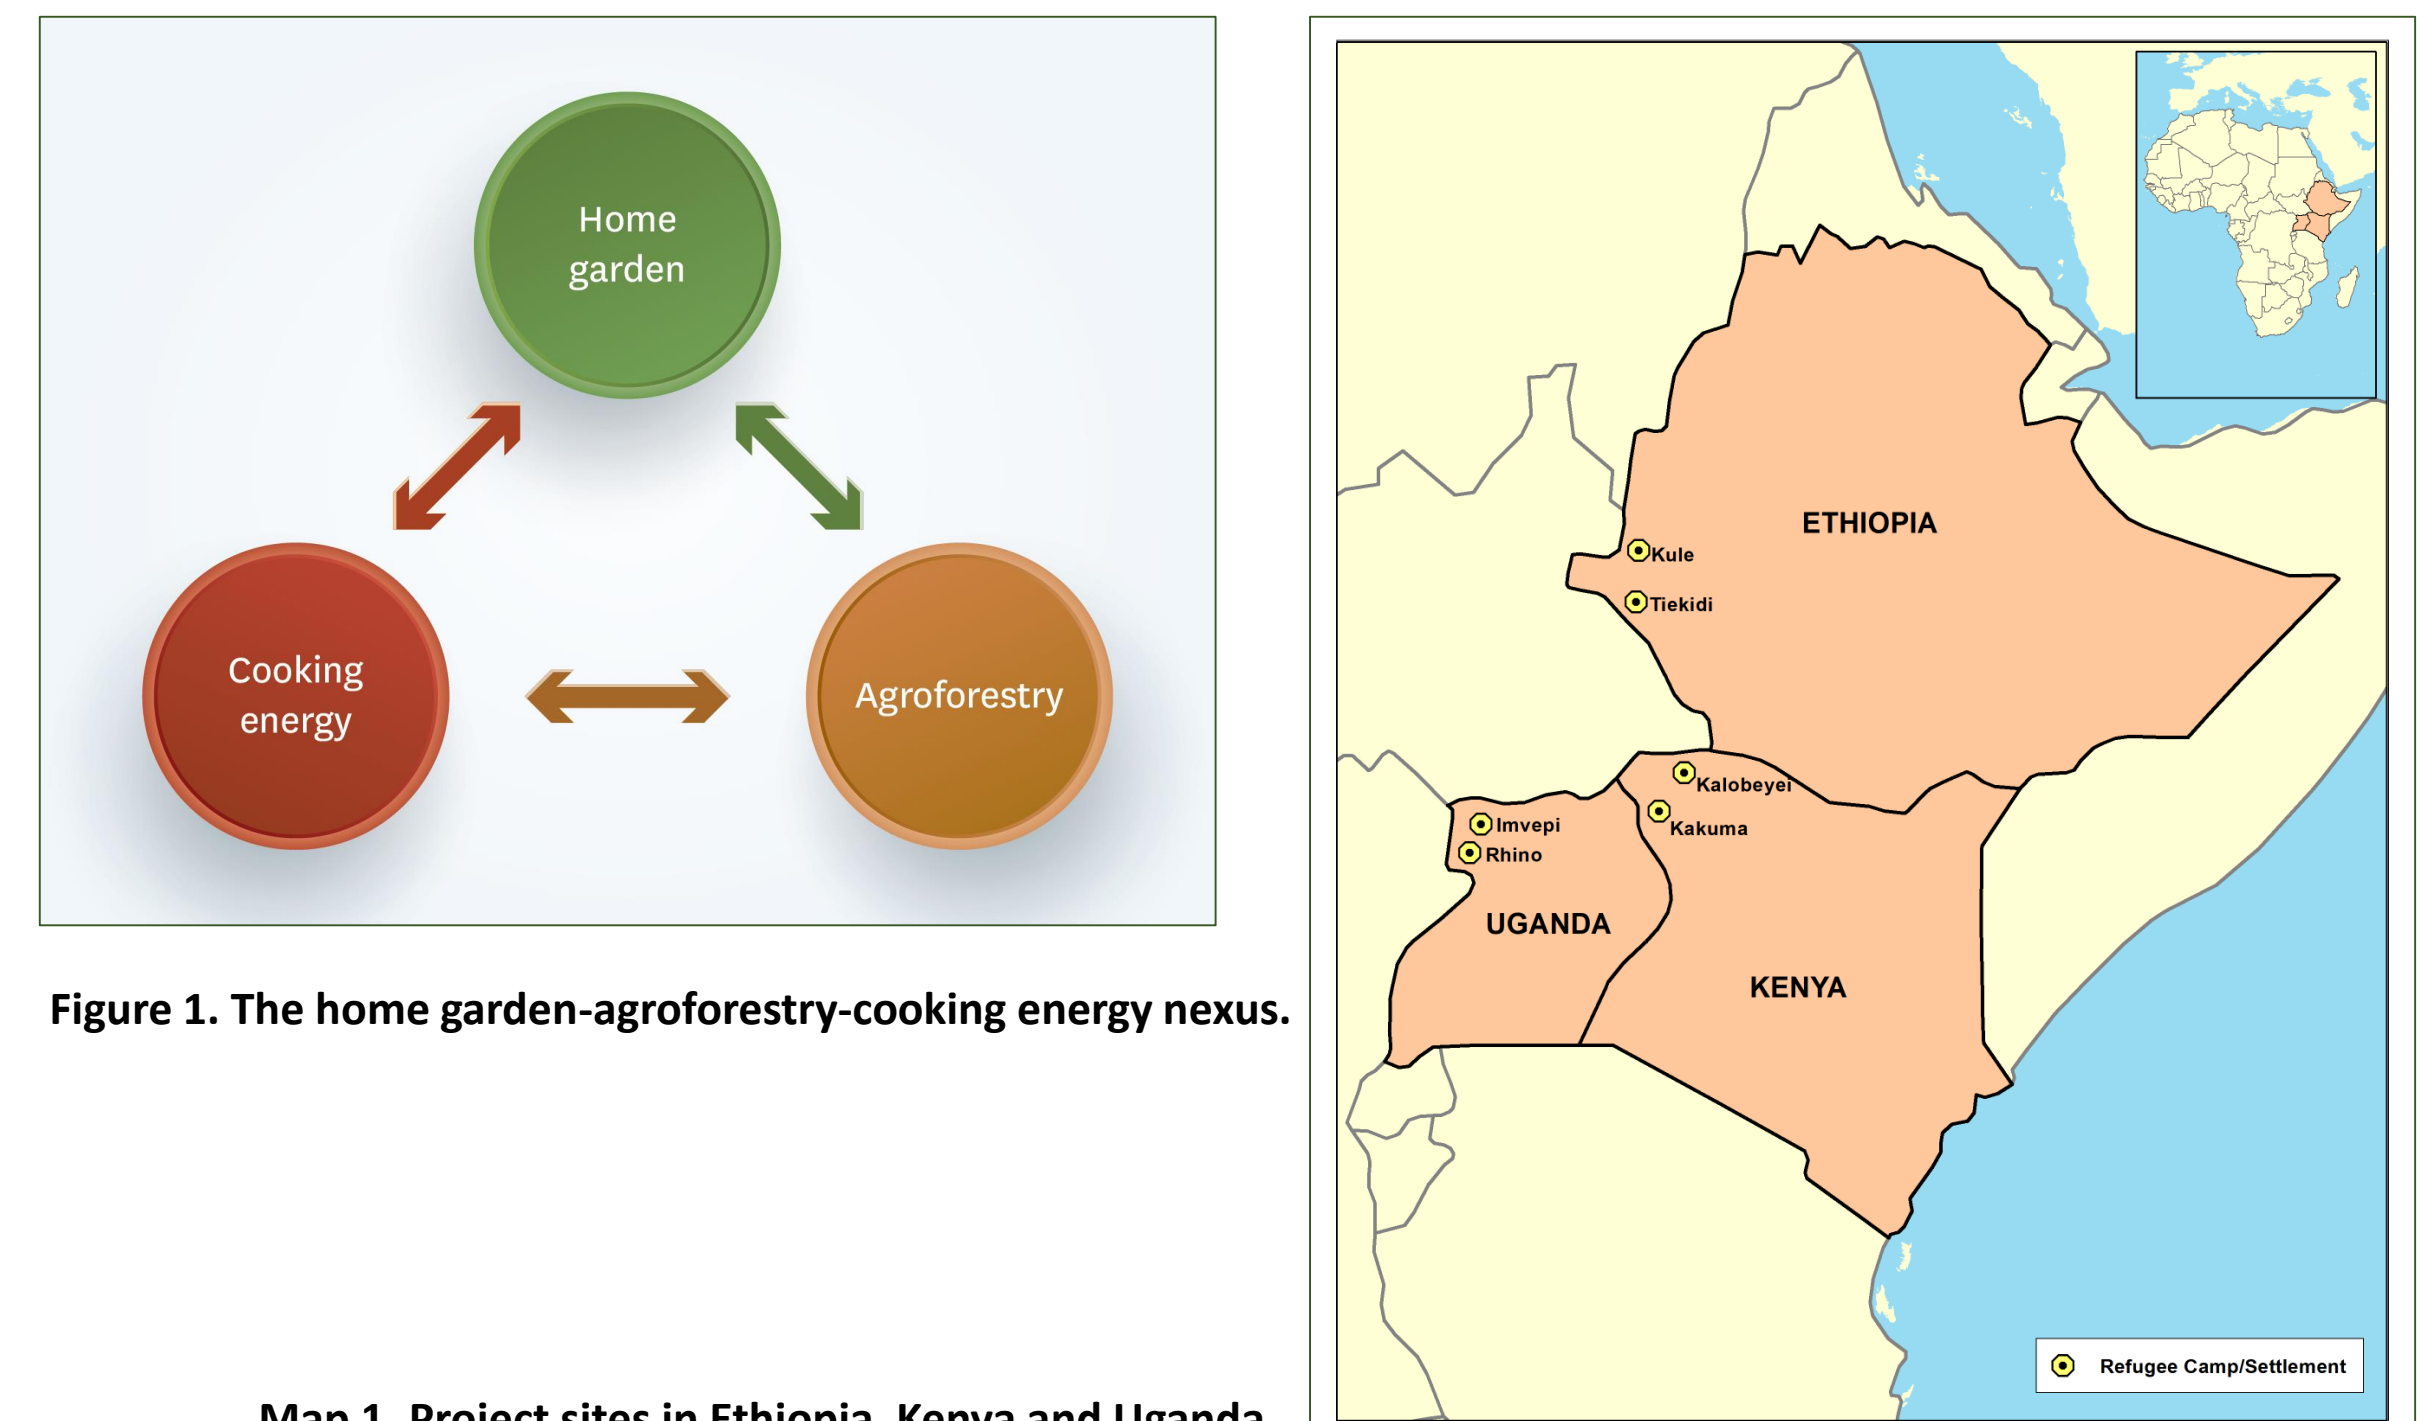 Home
garden
Cooking
energy
Agroforestry
Figure 1. The home garden-agroforestry-cooking energy nexus.
Map 1. Project sites in Ethiopia, Kenya and Uganda
ETHIOPIA
Kule
Tiekidi
Kalobeyei
Kakuma
Imvepi
Rhino
UGANDA
KENYA
Refugee Camp/Settlement